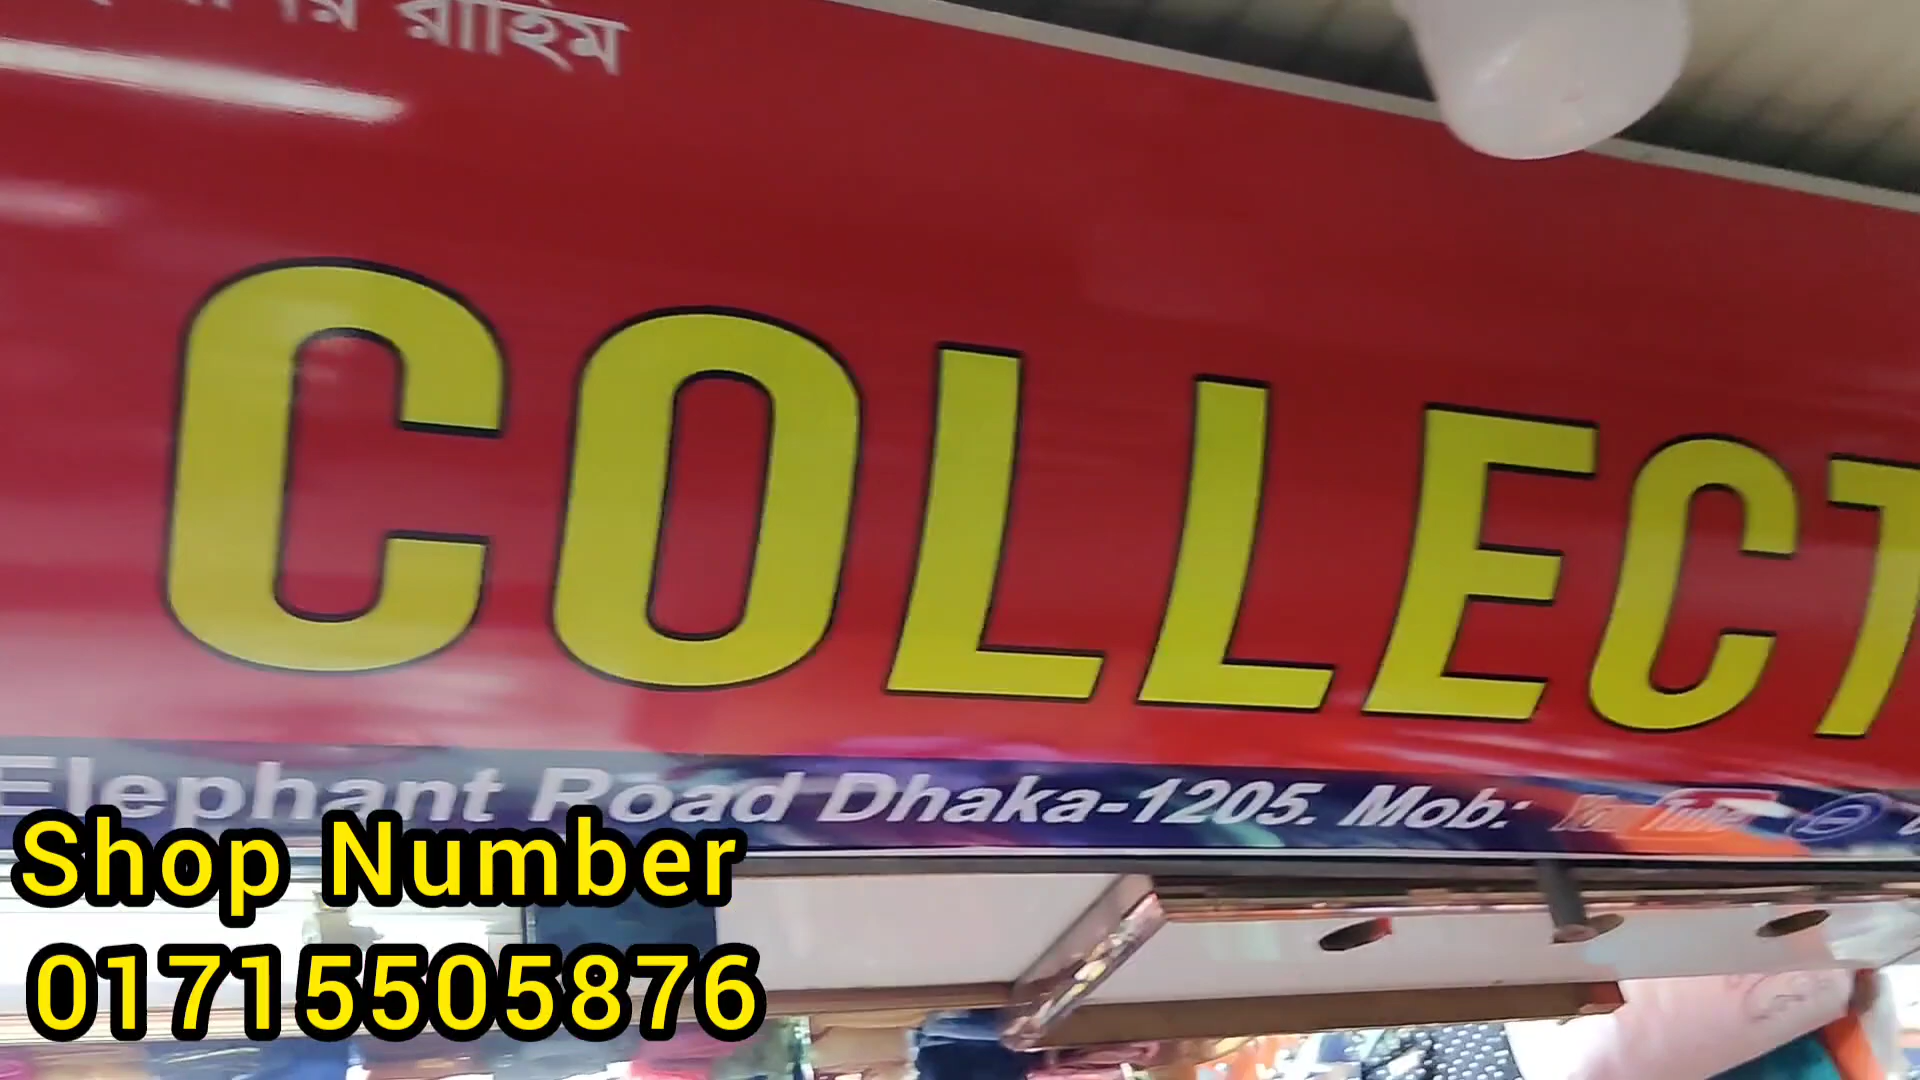 রাহিম
COLLECT
Elephant Road Dhaka-1205. Mob:
Shop Number
01715505876